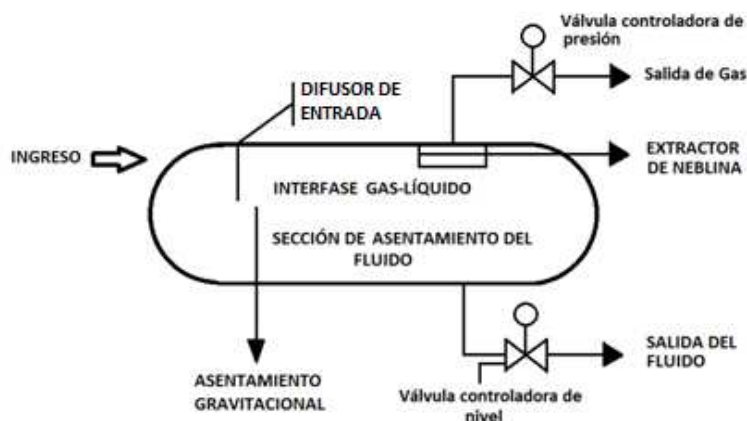 Válvula controladora de
presión
Salida de Gas
DIFUSOR DE
ENTRADA
INGRESO
EXTRACTOR
DE NEBLINA
INTERFASE GAS-LÍQUIDO
SECCIÓN DE ASENTAMIENTO DEL
FLUIDO
SALIDA DEL
FLUIDO
ASENTAMIENTO
GRAVITACIONAL
Válvula controladora de
nivel